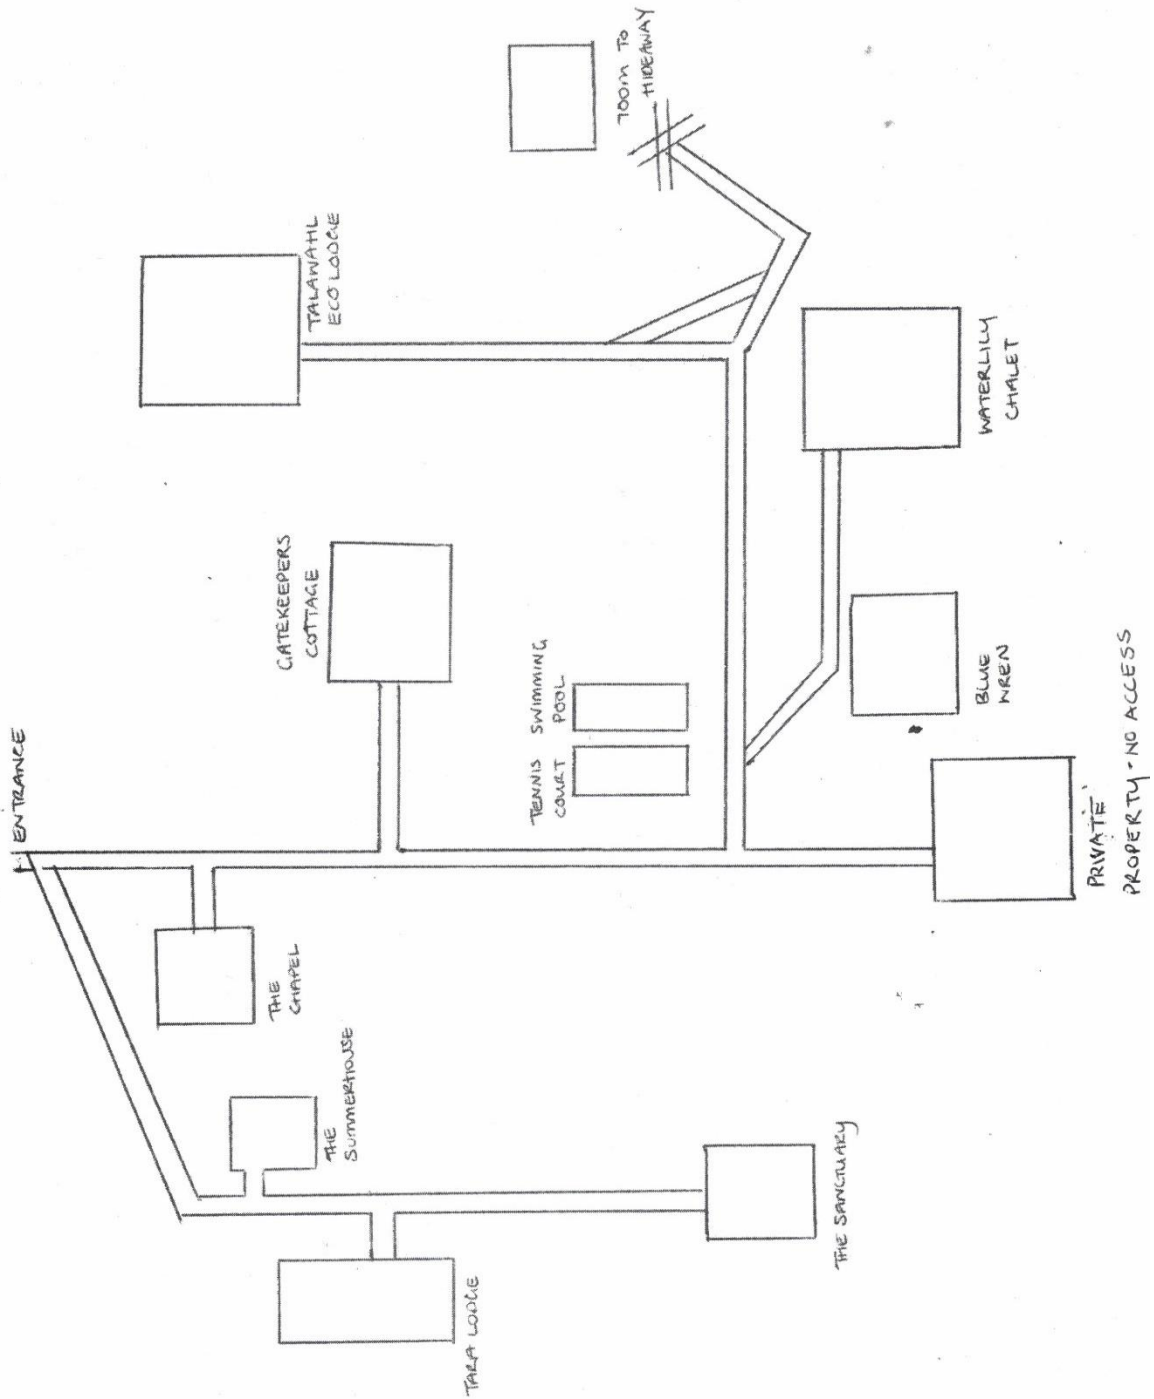 ENTRANCE
THE
CHAPEL
GATEKEEPERS
COTTAGE
TALAWAHL
ECO LODGE
THE
SUMMERHOUSE
TARA LODGE
TENNIS
COURT
SWIMMING
POOL
700m TO
HIDEAWAY
THE SANCTUARY
BLUE
WREN
WATERLILY
CHALET
PRIVATE
PROPERTY - NO ACCESS